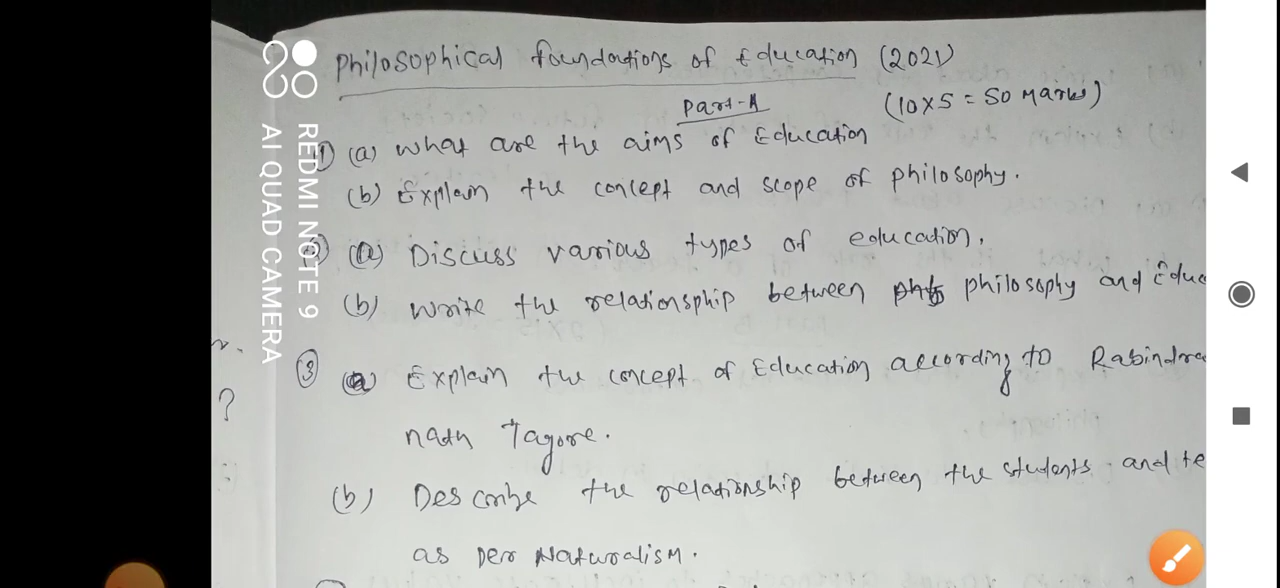 Philosophical foundations of Education (2021)
Part-A (10x5=50 Marks)
1) (a) What are the aims of Education
(b) Explain the concept and scope of philosophy.
2) (a) Discuss various types of education.
(b) Write the relationsphip between philosophy and Educ
3) (a) Explain the concept of Education according to Rabindra
nath Tagore.
(b) Describe the relationship between the students and te
as per Naturalism.
?
REDMI NOTE 9
AI QUAD CAMERA